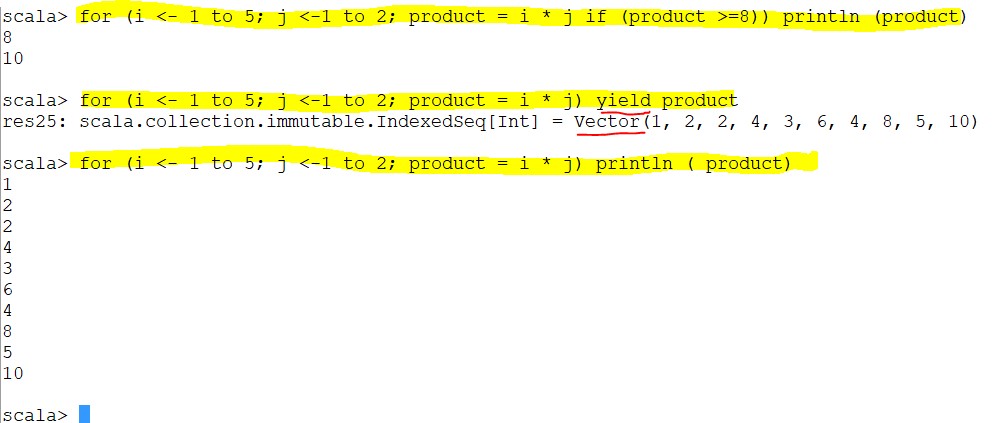 scala> for (i <- 1 to 5; j <-1 to 2; product = i * j if (product >=8)) println (product)
8
10
scala> for (i <- 1 to 5; j <-1 to 2; product = i * j) yield product
res25: scala.collection.immutable.IndexedSeq[Int] = Vector(1, 2, 2, 4, 3, 6, 4, 8, 5, 10)
scala> for (i <- 1 to 5; j <-1 to 2; product = i * j) println ( product)
1
2
2
4
3
6
4
8
5
10
scala>